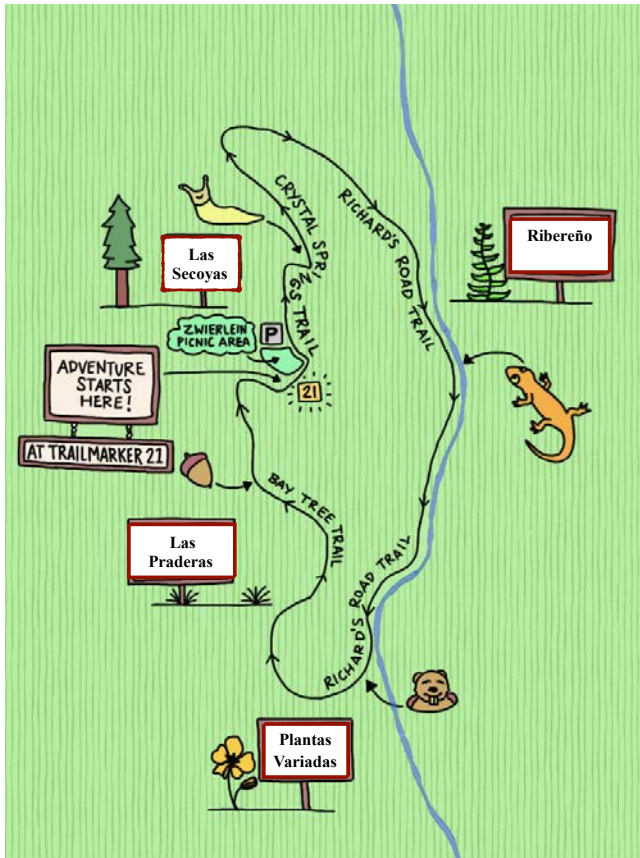 CRYSTAL SPRINGS TRAIL
RICHARD'S ROAD TRAIL
Ribereño
Las
Secoyas
P
ZWIERLEIN
PICNIC AREA
ADVENTURE
STARTS
HERE!
AT TRAILMARKER 21
21
BAY TREE TRAIL
Las
Praderas
RICHARD'S ROAD TRAIL
Plantas
Variadas